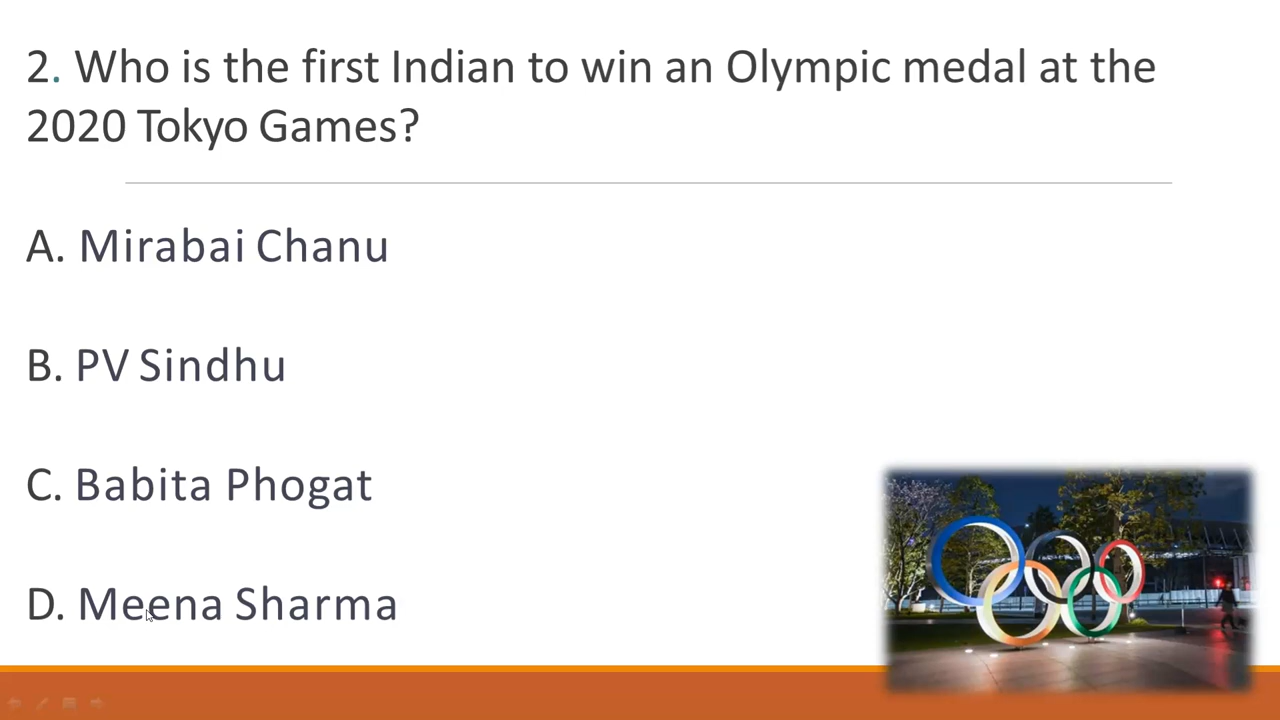 2. Who is the first Indian to win an Olympic medal at the
2020 Tokyo Games?
A. Mirabai Chanu
B. PV Sindhu
C. Babita Phogat
D. Meena Sharma